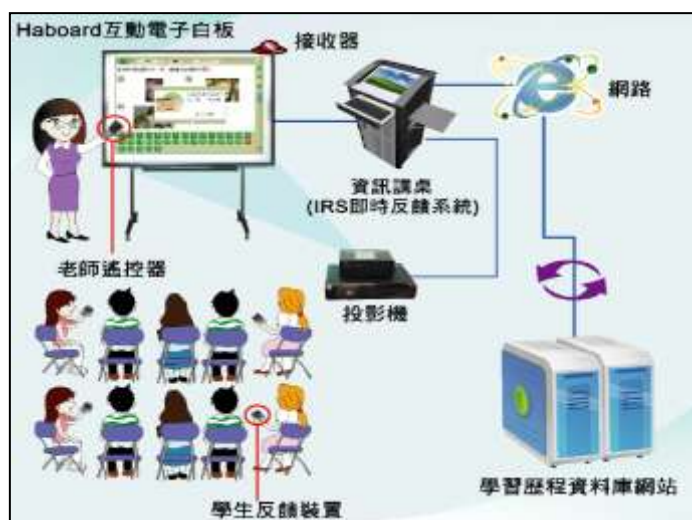 Haboard互動電子白板
接收器
網路
資訊講桌
(IRS即時反饋系統)
老師遙控器
投影機
學生反饋裝置
學習歷程資料庫網站